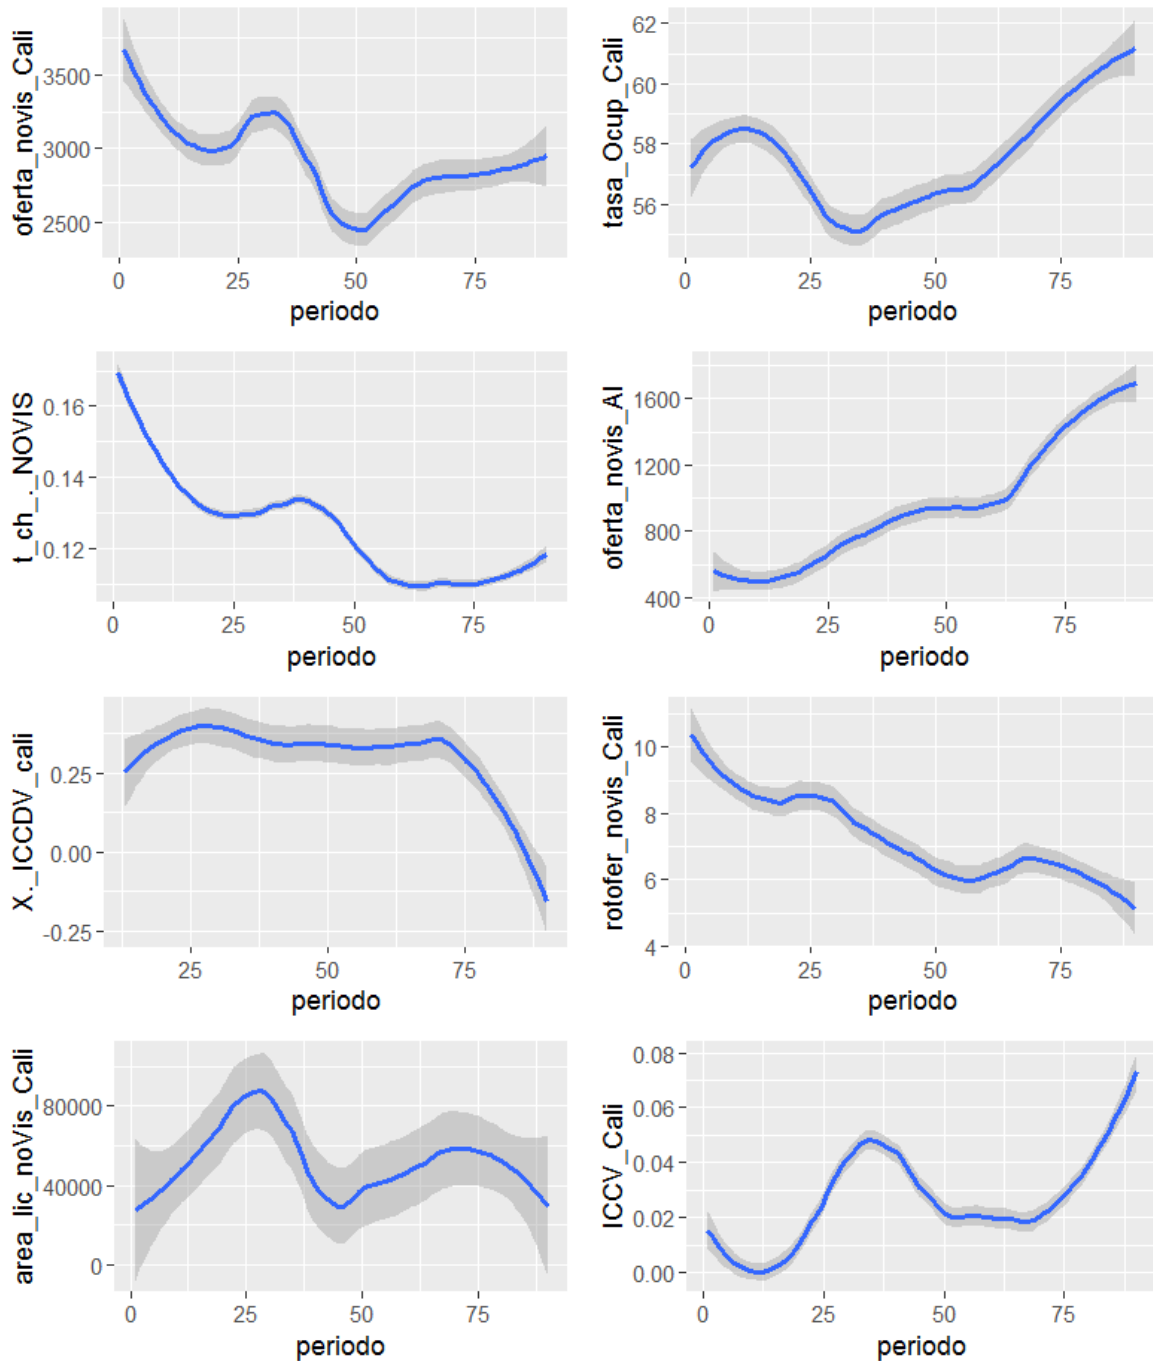 oferta_novis_Cali
3500
3000
2500
0 25 50 75
periodo
tasa_Ocup_Cali
62
60
58
56
0 25 50 75
periodo
t_ch_._NOVIS
0.16
0.14
0.12
0 25 50 75
periodo
oferta_novis_AI
1600
1200
800
400
0 25 50 75
periodo
X._ICCDV_cali
0.25
0.00
-0.25
25 50 75
periodo
rotofer_novis_Cali
10
8
6
4
0 25 50 75
periodo
area_lic_noVis_Cali
80000
40000
0
0 25 50 75
periodo
ICCV_Cali
0.08
0.06
0.04
0.02
0.00
0 25 50 75
periodo